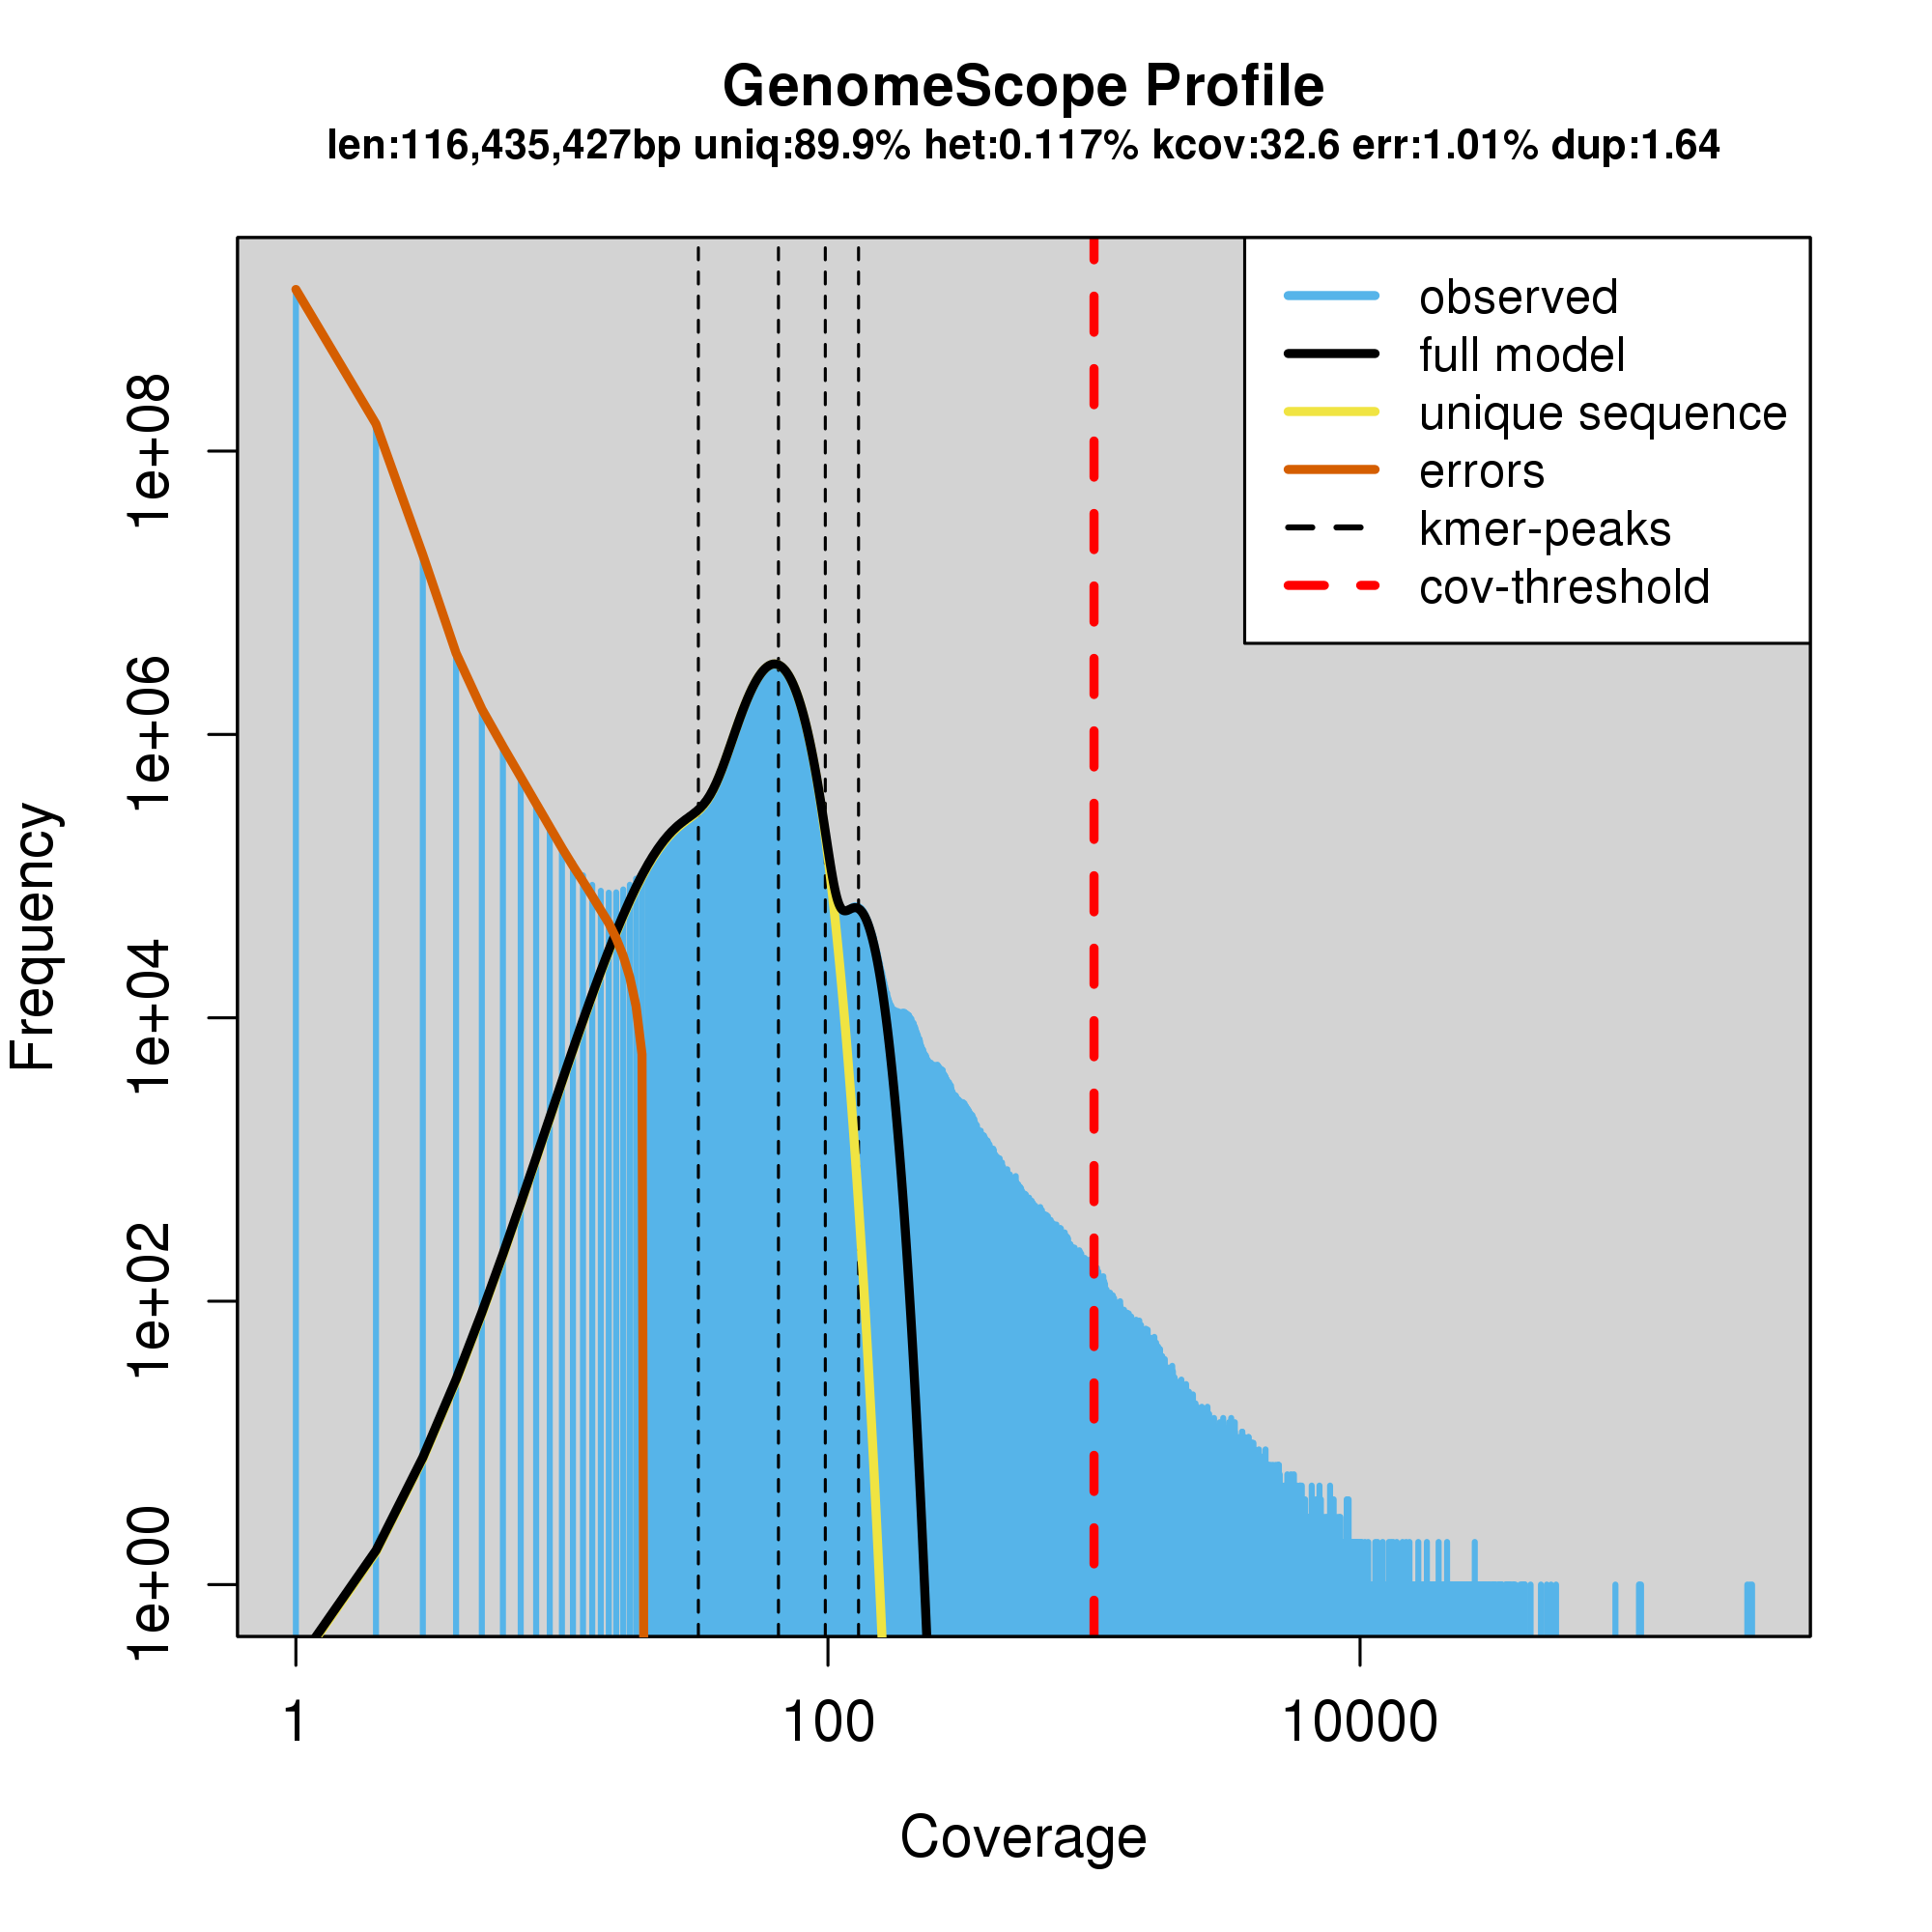 GenomeScope Profile
len:116,435,427bp uniq:89.9% het:0.117% kcov:32.6 err:1.01% dup:1.64
observed
full model
unique sequence
errors
kmer-peaks
cov-threshold
Frequency
1e+08
1e+06
1e+04
1e+02
1e+00
1 100 10000
Coverage